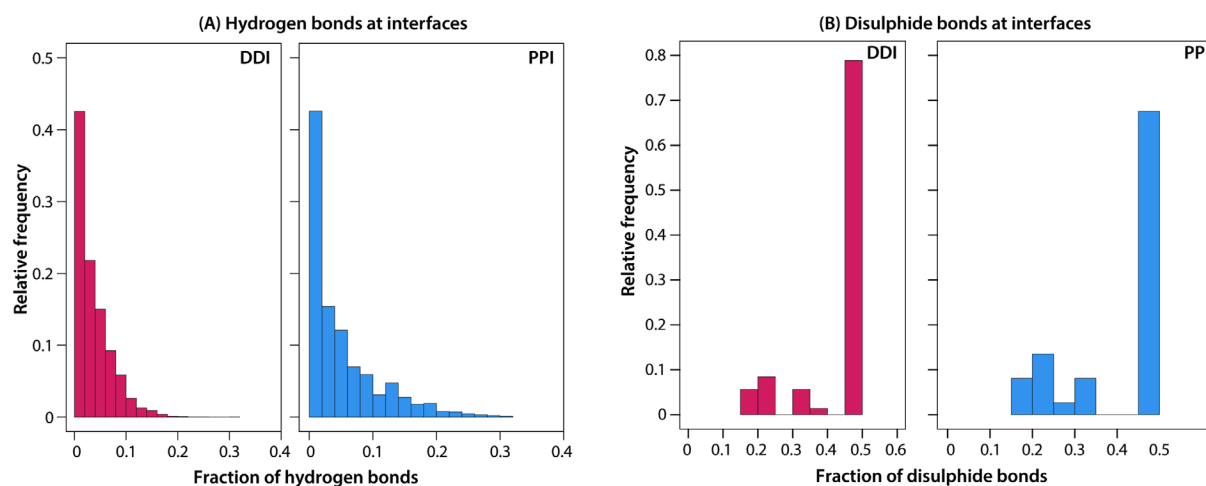 (A) Hydrogen bonds at interfaces
DDI
PPI
Relative frequency
0.5
0.4
0.3
0.2
0.1
0
0 0.1 0.2 0.3 0.4
0 0.1 0.2 0.3 0.4
Fraction of hydrogen bonds
(B) Disulphide bonds at interfaces
DDI
PP
Relative frequency
0.8
0.7
0.6
0.5
0.4
0.3
0.2
0.2
0.1
0
0 0.1 0.2 0.3 0.4 0.5 0.6
0 0.1 0.2 0.3 0.4 0.5
Fraction of disulphide bonds